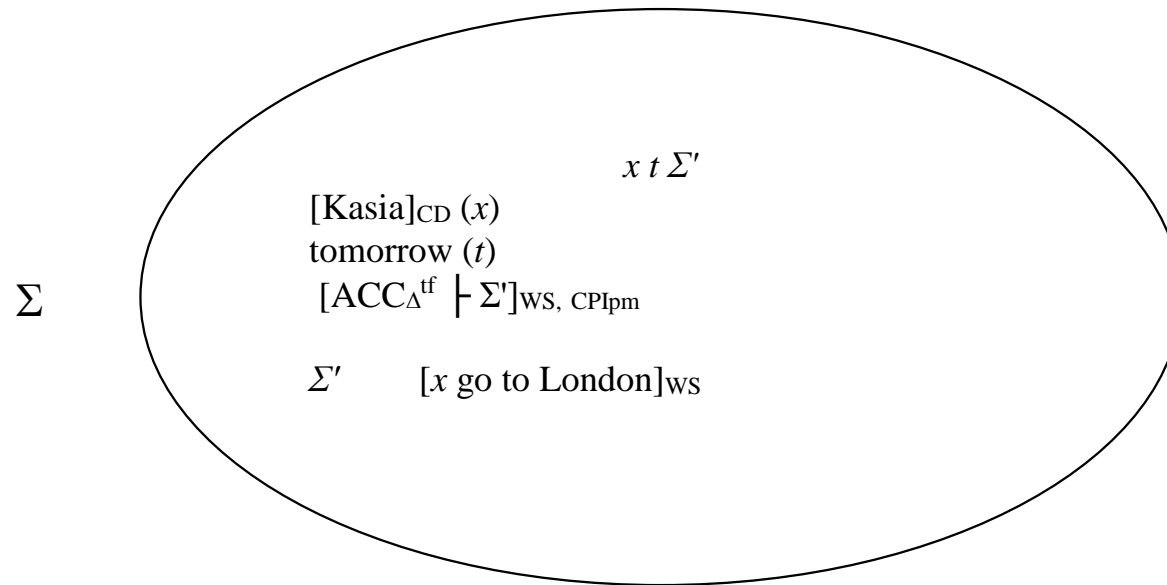 x t Σ′
[Kasia]CD (x)
tomorrow (t)
[ACCΔtf ├ Σ']WS, CPIpm
Σ
Σ′ [x go to London]WS